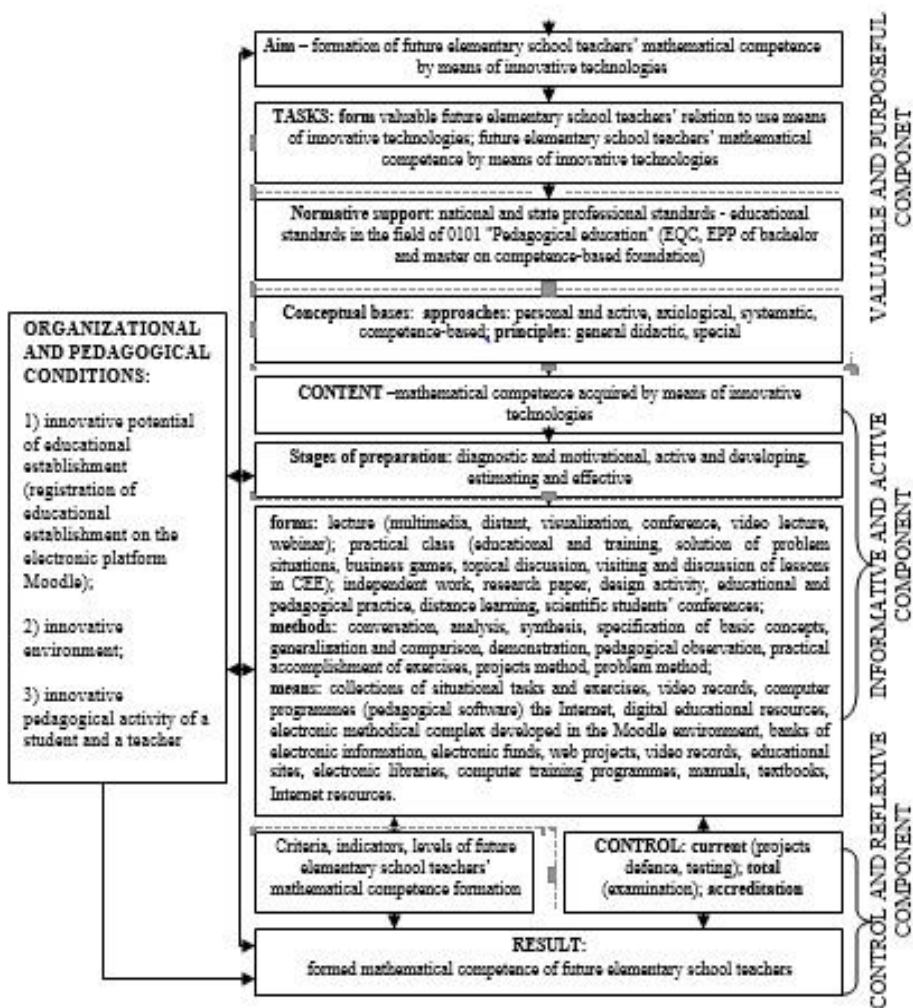 Aim – formation of future elementary school teachers' mathematical competence
by means of innovative technologies
TASKS: form valuable future elementary school teachers' relation to use means
of innovative technologies; future elementary school teachers' mathematical
competence by means of innovative technologies
Normative support: national and state professional standards - educational
standards in the field of 0101 "Pedagogical education" (EQC, EPP of bachelor
and master on competence-based foundation)
Conceptual bases: approaches: personal and active, axiological, systematic,
competence-based; principles: general didactic, special
VALUABLE AND PURPOSEFUL
COMPONET
ORGANIZATIONAL
AND PEDAGOGICAL
CONDITIONS:
1) innovative potential
of educational
establishment
(registration of
educational
establishment on the
electronic platform
Moodle);
2) innovative
environment;
3) innovative
pedagogical activity of a
student and a teacher
CONTENT –mathematical competence acquired by means of innovative
technologies
Stages of preparation: diagnostic and motivational, active and developing,
estimating and effective
forms: lecture (multimedia, distant, visualization, conference, video lecture,
webinar); practical class (educational and training, solution of problem
situations, business games, topical discussion, visiting and discussion of lessons
in CEE); independent work, research paper, design activity, educational and
pedagogical practice, distance learning, scientific students' conferences;
methods: conversation, analysis, synthesis, specification of basic concepts,
generalization and comparison, demonstration, pedagogical observation, practical
accomplishment of exercises, projects method, problem method;
means: collections of situational tasks and exercises, video records, computer
programmes (pedagogical software) the Internet, digital educational resources,
electronic methodical complex developed in the Moodle environment, banks of
electronic information, electronic funds, web projects, video records, educational
sites, electronic libraries, computer training programmes, manuals, textbooks,
Internet resources.
INFORMATIVE AND ACTIVE
COMPONENT
Criteria, indicators, levels of future
elementary school teachers'
mathematical competence formation
CONTROL: current (projects
defence, testing); total
(examination); accreditation
RESULT:
formed mathematical competence of future elementary school teachers
CONTROL AND REFLEXIVE
COMPONENT